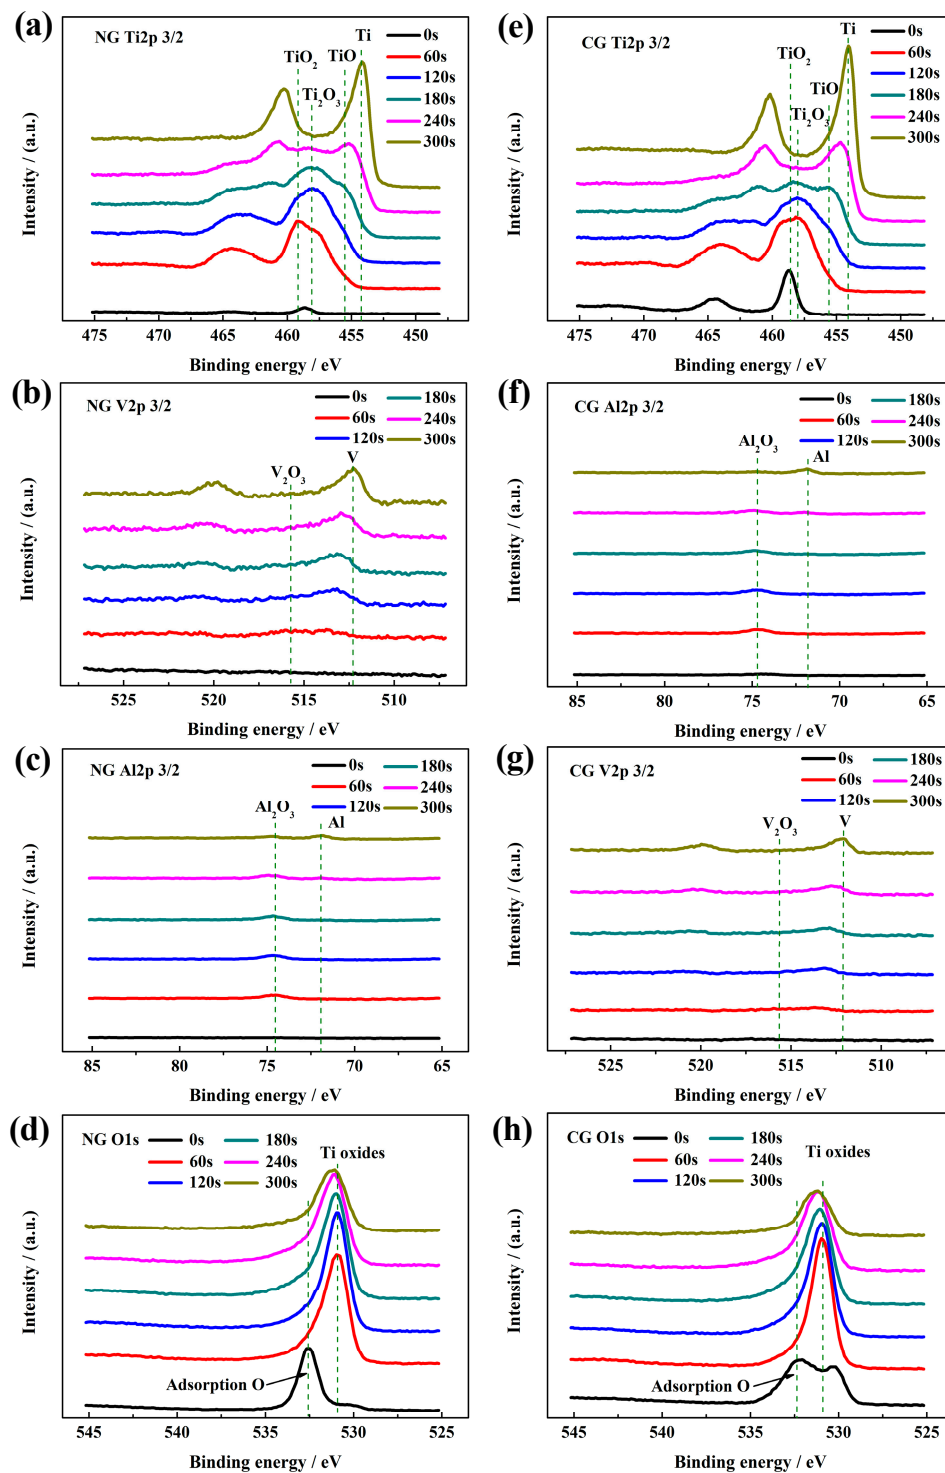 (a)
NG Ti2p 3/2
TiO2
TiO
Ti
Ti2O3
0s
60s
120s
180s
240s
300s
Intensity / (a.u.)
475 470 465 460 455 450
Binding energy / eV
(e)
CG Ti2p 3/2
TiO2
Ti
TiO
Ti2O3
0s
60s
120s
180s
240s
300s
Intensity / (a.u.)
475 470 465 460 455 450
Binding energy / eV
(b)
NG V2p 3/2
0s 180s
60s 240s
120s 300s
V2O3
V
Intensity / (a.u.)
525 520 515 510
Binding energy / eV
(f)
CG Al2p 3/2
0s 180s
60s 240s
120s 300s
Al2O3
Al
Intensity / (a.u.)
85 80 75 70 65
Binding energy / eV
(c)
NG Al2p 3/2
0s 180s
60s 240s
120s 300s
Al2O3
Al
Intensity / (a.u.)
85 80 75 70 65
Binding energy / eV
(g)
CG V2p 3/2
0s 180s
60s 240s
120s 300s
V2O3
V
Intensity / (a.u.)
525 520 515 510
Binding energy / eV
(d)
NG O1s
0s 180s
60s 240s
120s 300s
Ti oxides
Adsorption O
Intensity / (a.u.)
545 540 535 530 525
Binding energy / eV
(h)
CG O1s
0s 180s
60s 240s
120s 300s
Ti oxides
Adsorption O
Intensity / (a.u.)
545 540 535 530 525
Binding energy / eV